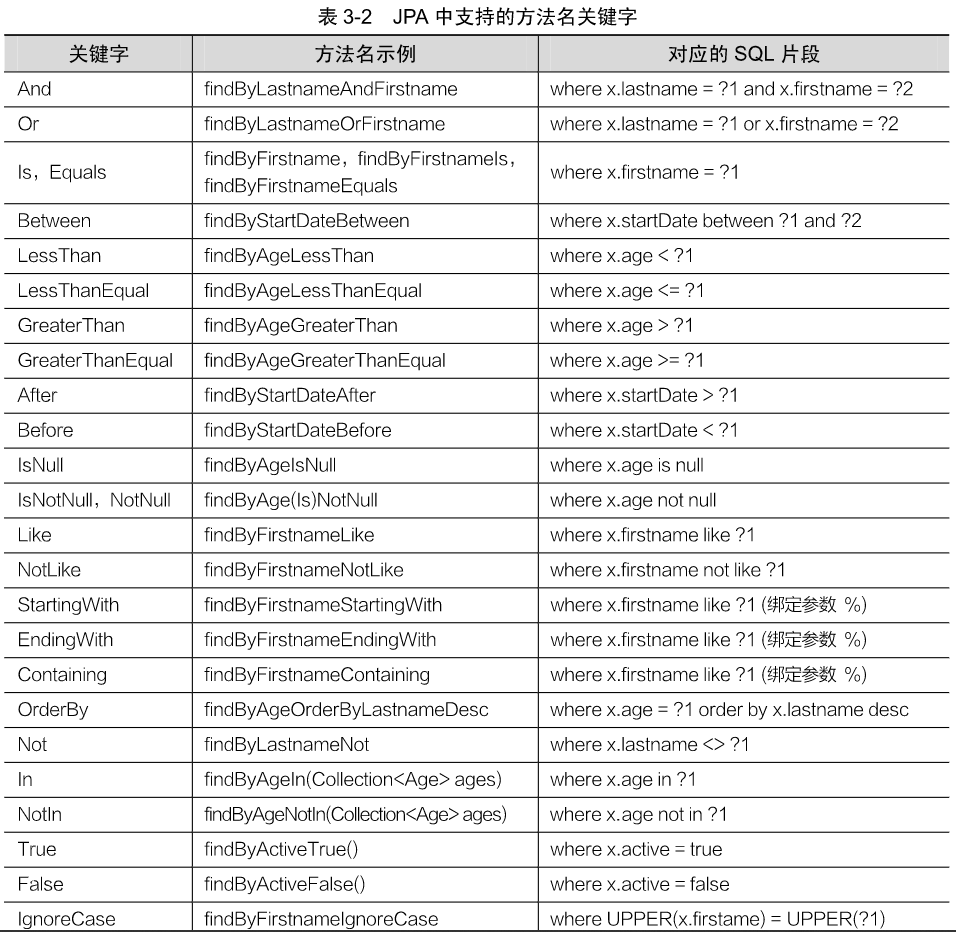 表 3-2 JPA 中支持的方法名关键字
关键字 方法名示例 对应的 SQL 片段
And findByLastnameAndFirstname where x.lastname = ?1 and x.firstname = ?2
Or findByLastnameOrFirstname where x.lastname = ?1 or x.firstname = ?2
Is，Equals findByFirstname，findByFirstnameIs，
findByFirstnameEquals where x.firstname = ?1
Between findByStartDateBetween where x.startDate between ?1 and ?2
LessThan findByAgeLessThan where x.age < ?1
LessThanEqual findByAgeLessThanEqual where x.age <= ?1
GreaterThan findByAgeGreaterThan where x.age > ?1
GreaterThanEqual findByAgeGreaterThanEqual where x.age >= ?1
After findByStartDateAfter where x.startDate > ?1
Before findByStartDateBefore where x.startDate < ?1
IsNull findByAgeIsNull where x.age is null
IsNotNull，NotNull findByAge(Is)NotNull where x.age not null
Like findByFirstnameLike where x.firstname like ?1
NotLike findByFirstnameNotLike where x.firstname not like ?1
StartingWith findByFirstnameStartingWith where x.firstname like ?1 (绑定参数 %)
EndingWith findByFirstnameEndingWith where x.firstname like ?1 (绑定参数 %)
Containing findByFirstnameContaining where x.firstname like ?1 (绑定参数 %)
OrderBy findByAgeOrderByLastnameDesc where x.age = ?1 order by x.lastname desc
Not findByLastnameNot where x.lastname <> ?1
In findByAgeIn(Collection<Age> ages) where x.age in ?1
NotIn findByAgeNotIn(Collection<Age> ages) where x.age not in ?1
True findByActiveTrue() where x.active = true
False findByActiveFalse() where x.active = false
IgnoreCase findByFirstnameIgnoreCase where UPPER(x.firstame) = UPPER(?1)